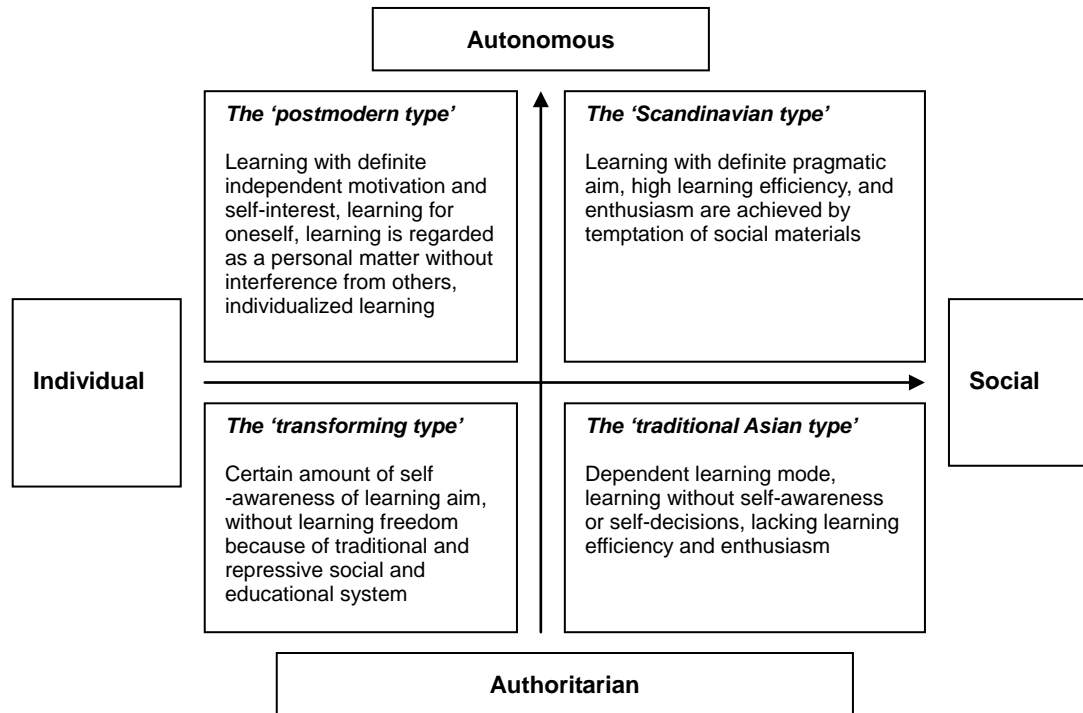 Autonomous
The ‘postmodern type’
Learning with definite
independent motivation and
self-interest, learning for
oneself, learning is regarded
as a personal matter without
interference from others,
individualized learning
The ‘Scandinavian type’
Learning with definite pragmatic
aim, high learning efficiency, and
enthusiasm are achieved by
temptation of social materials
Individual
Social
The ‘transforming type’
Certain amount of self
-awareness of learning aim,
without learning freedom
because of traditional and
repressive social and
educational system
The ‘traditional Asian type’
Dependent learning mode,
learning without self-awareness
or self-decisions, lacking learning
efficiency and enthusiasm
Authoritarian